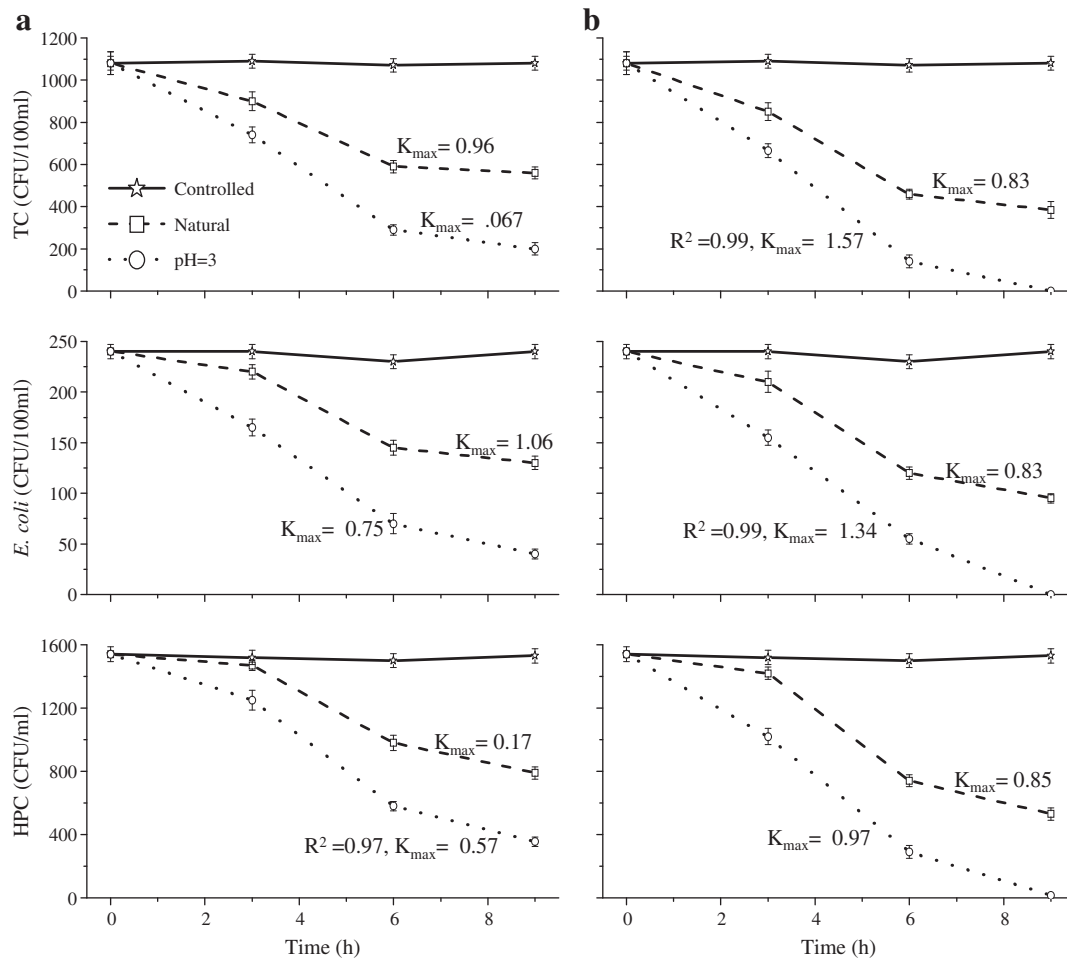 a
b
1200
1000
800
600
400
200
0
TC (CFU/100ml)
Controlled
Natural
pH=3
K_max= 0.96
K_max= .067
K_max= 0.83
R² =0.99, K_max= 1.57
250
200
150
100
50
0
E. coli (CFU/100ml)
K_max= 1.06
K_max= 0.75
K_max= 0.83
R² =0.99, K_max= 1.34
1600
1200
800
400
0
HPC (CFU/ml)
K_max= 0.17
R² =0.97, K_max= 0.57
K_max= 0.85
K_max= 0.97
0 2 4 6 8
0 2 4 6 8
Time (h)
Time (h)